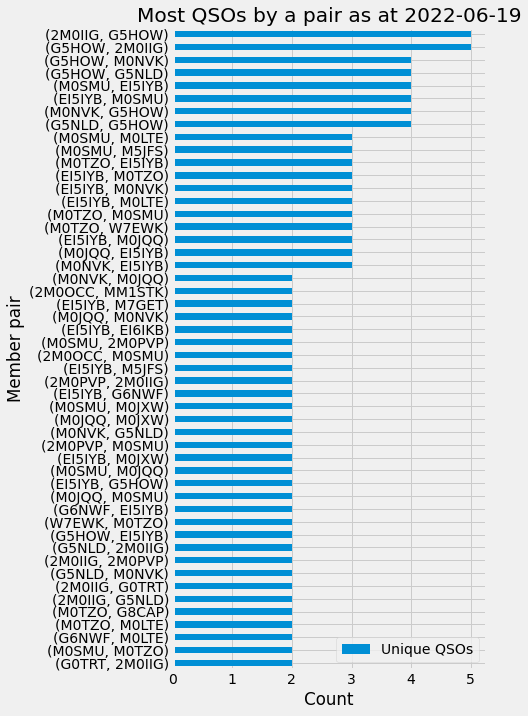 Most QSOs by a pair as at 2022-06-19
(2M0IIG, G5HOW)
(G5HOW, 2M0IIG)
(G5HOW, M0NVK)
(G5HOW, G5NLD)
(M0SMU, EI5IYB)
(EI5IYB, M0SMU)
(M0NVK, G5HOW)
(G5NLD, G5HOW)
(M0SMU, M0LTE)
(M0SMU, M5JFS)
(M0TZO, EI5IYB)
(EI5IYB, M0TZO)
(EI5IYB, M0NVK)
(EI5IYB, M0LTE)
(M0TZO, M0SMU)
(M0TZO, W7EWK)
(EI5IYB, M0JQQ)
(M0JQQ, EI5IYB)
(M0NVK, EI5IYB)
(M0NVK, M0JQQ)
(2M0OCC, MM1STK)
(EI5IYB, M7GET)
(M0JQQ, M0NVK)
(EI5IYB, EI6IKB)
(M0SMU, 2M0PVP)
(2M0OCC, M0SMU)
(EI5IYB, M5JFS)
(2M0PVP, 2M0IIG)
(EI5IYB, G6NWF)
(M0SMU, M0JXW)
(M0JQQ, M0JXW)
(M0NVK, G5NLD)
(2M0PVP, M0SMU)
(EI5IYB, M0JXW)
(M0SMU, M0JQQ)
(EI5IYB, G5HOW)
(M0JQQ, M0SMU)
(G6NWF, EI5IYB)
(W7EWK, M0TZO)
(G5HOW, EI5IYB)
(G5NLD, 2M0IIG)
(2M0IIG, 2M0PVP)
(G5NLD, M0NVK)
(2M0IIG, G0TRT)
(2M0IIG, G5NLD)
(M0TZO, G8CAP)
(M0TZO, M0LTE)
(G6NWF, M0LTE)
(M0SMU, M0TZO)
(G0TRT, 2M0IIG)
Member pair
Unique QSOs
0 1 2 3 4 5
Count